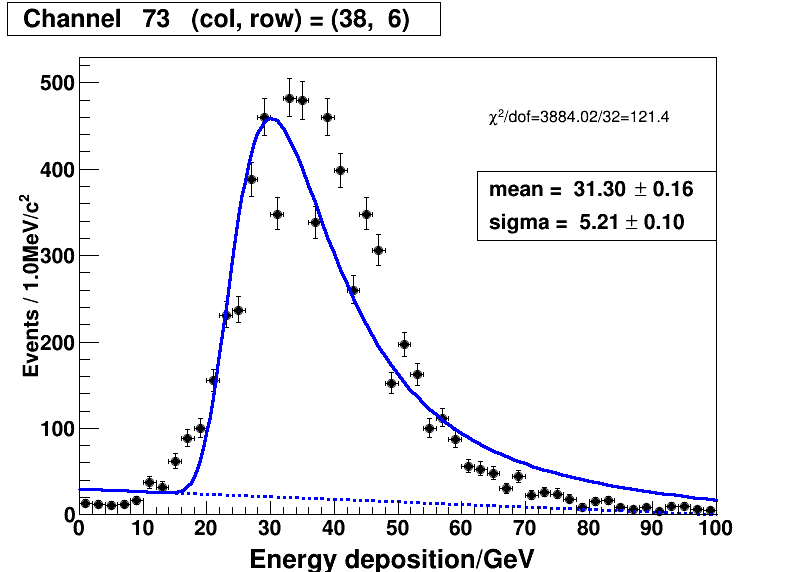 Channel 73 (col, row) = (38, 6)
χ²/dof=3884.02/32=121.4
mean = 31.30 ± 0.16
sigma = 5.21 ± 0.10
Events / 1.0MeV/c²
500
400
300
200
100
0
0 10 20 30 40 50 60 70 80 90 100
Energy deposition/GeV